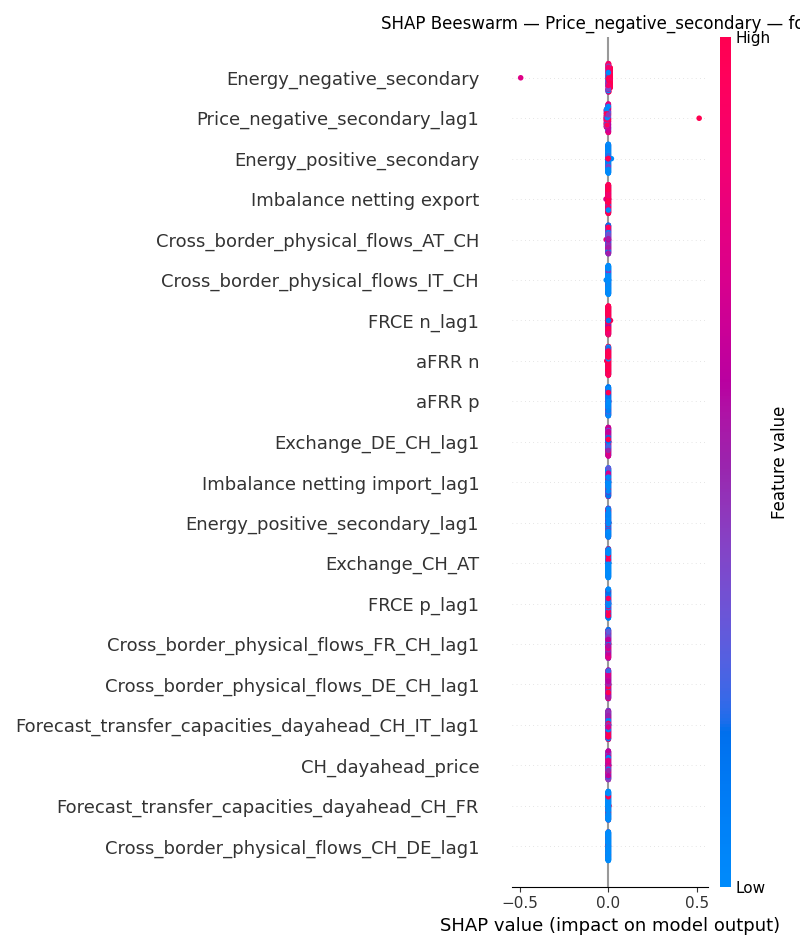 SHAP Beeswarm — Price_negative_secondary — fo
High
Energy_negative_secondary
Price_negative_secondary_lag1
Energy_positive_secondary
Imbalance netting export
Cross_border_physical_flows_AT_CH
Cross_border_physical_flows_IT_CH
FRCE n_lag1
aFRR n
aFRR p
Exchange_DE_CH_lag1
Imbalance netting import_lag1
Energy_positive_secondary_lag1
Exchange_CH_AT
FRCE p_lag1
Cross_border_physical_flows_FR_CH_lag1
Cross_border_physical_flows_DE_CH_lag1
Forecast_transfer_capacities_dayahead_CH_IT_lag1
CH_dayahead_price
Forecast_transfer_capacities_dayahead_CH_FR
Cross_border_physical_flows_CH_DE_lag1
Feature value
Low
−0.5 0.0 0.5
SHAP value (impact on model output)